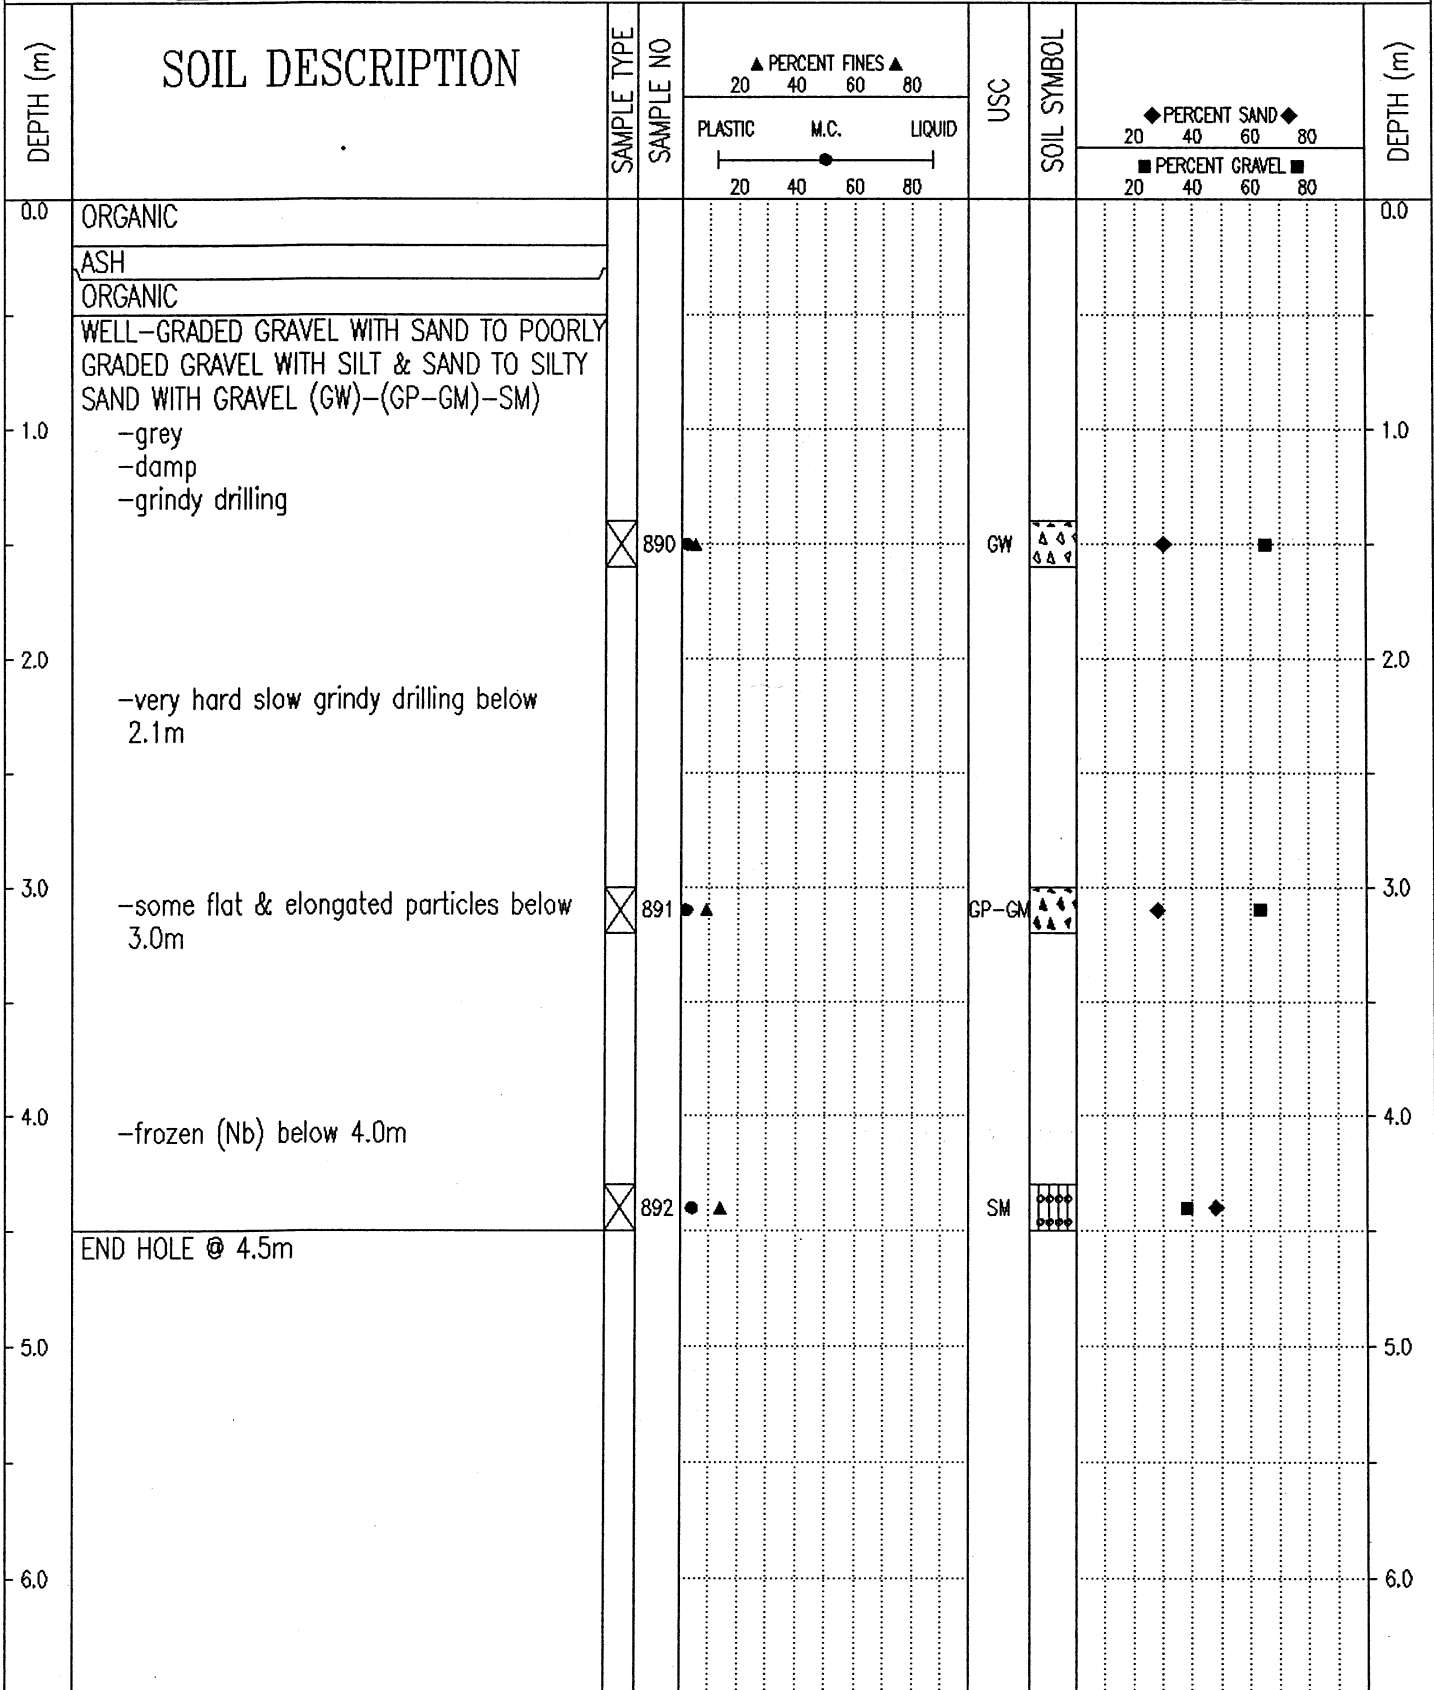 DEPTH (m)
SOIL DESCRIPTION
SAMPLE TYPE
SAMPLE NO
▲ PERCENT FINES ▲
20 40 60 80
PLASTIC M.C. LIQUID
20 40 60 80
USC
SOIL SYMBOL
◆ PERCENT SAND ◆
20 40 60 80
■ PERCENT GRAVEL ■
20 40 60 80
DEPTH (m)
0.0 ORGANIC 0.0
ASH
ORGANIC
WELL-GRADED GRAVEL WITH SAND TO POORLY
GRADED GRAVEL WITH SILT & SAND TO SILTY
SAND WITH GRAVEL (GW)-(GP-GM)-SM)
1.0 -grey 1.0
-damp
-grindy drilling
890 GW
2.0 2.0
-very hard slow grindy drilling below
2.1m
3.0 3.0
-some flat & elongated particles below 891 GP-GM
3.0m
4.0 4.0
-frozen (Nb) below 4.0m
892 SM
END HOLE @ 4.5m
5.0 5.0
6.0 6.0